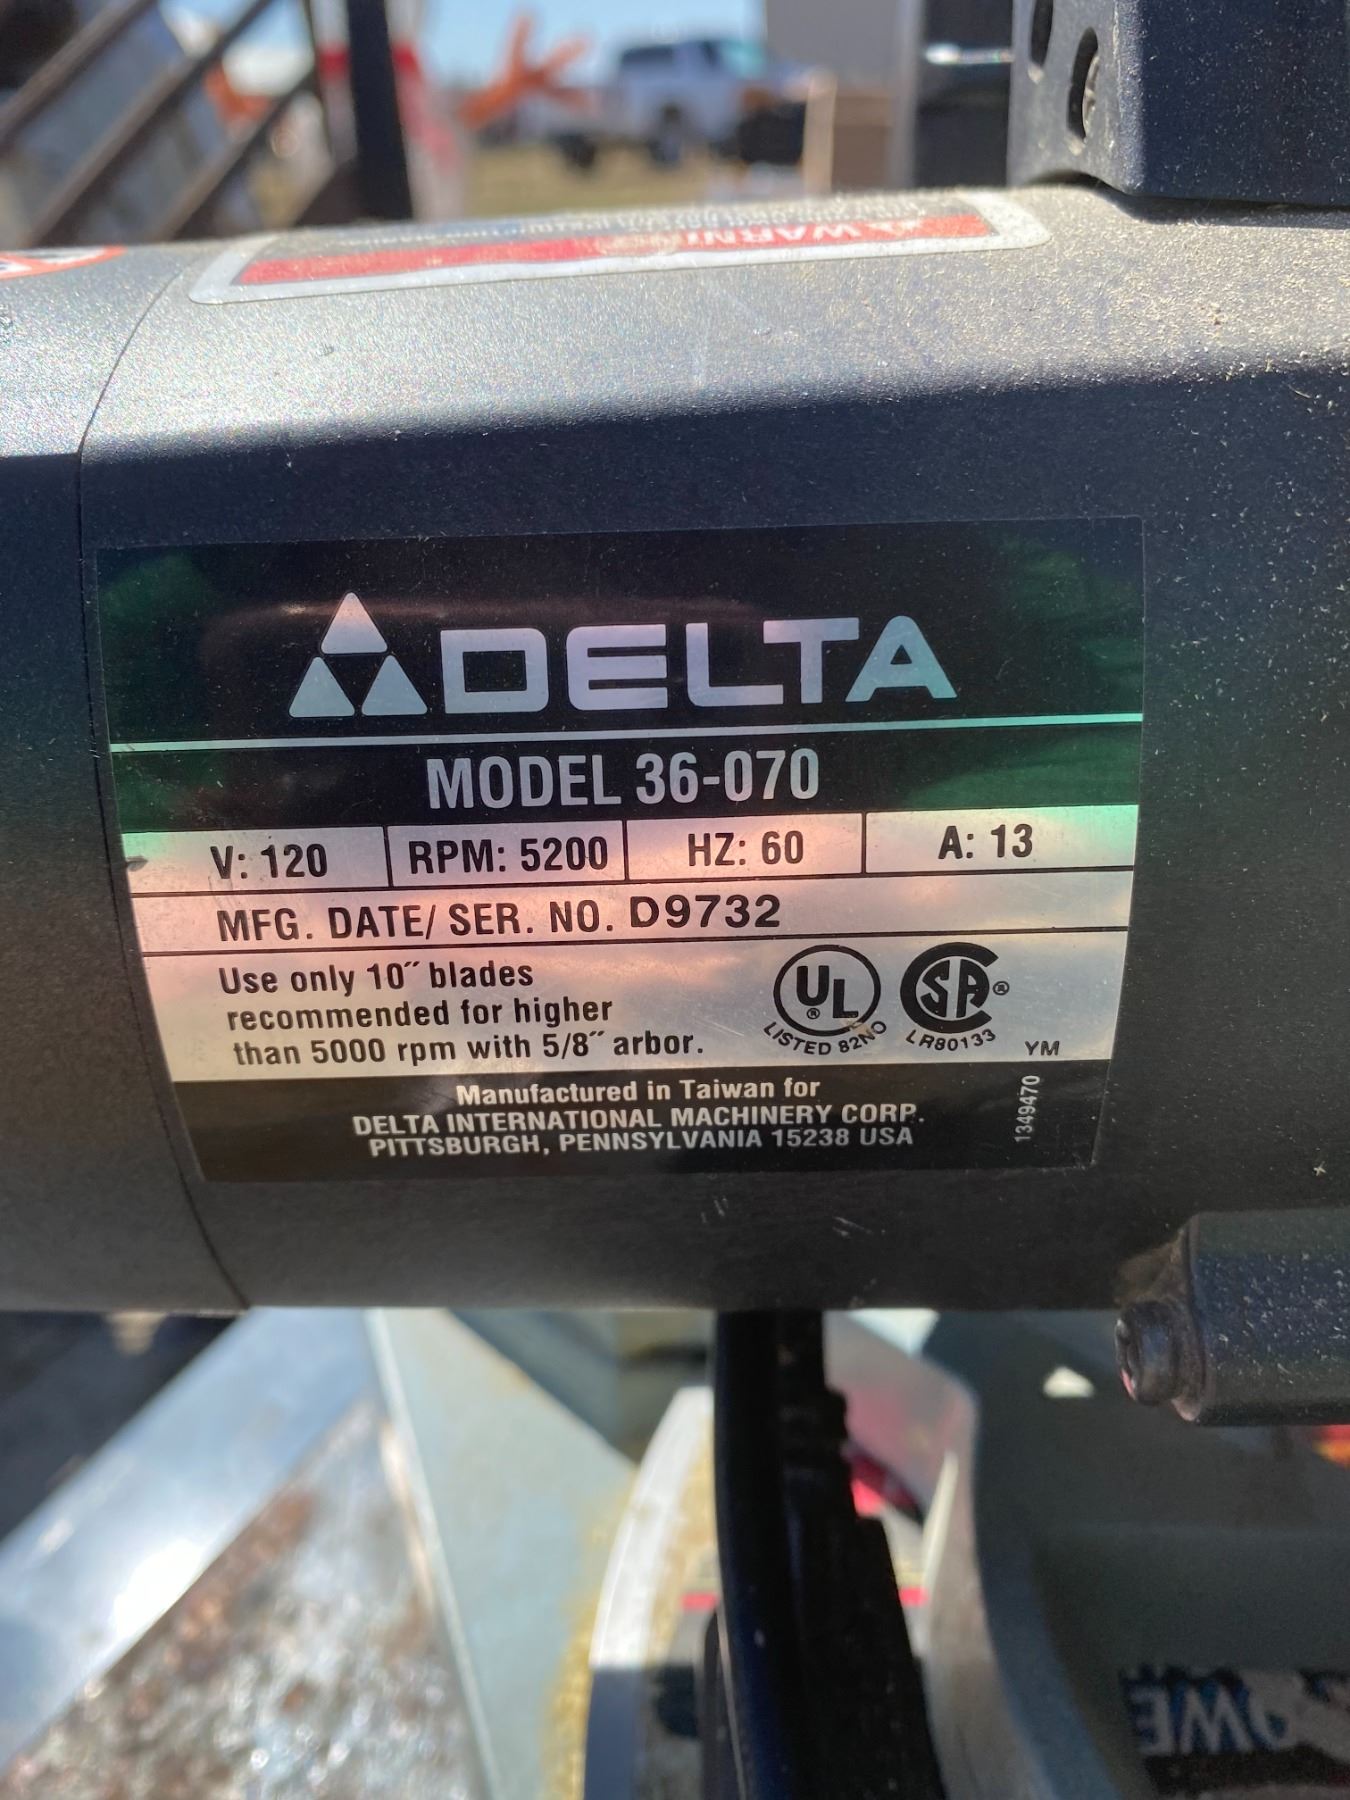 WARNI
DELTA
MODEL 36-070
V: 120 RPM: 5200 HZ: 60 A: 13
MFG. DATE/ SER. NO. D9732
Use only 10″ blades
recommended for higher
than 5000 rpm with 5/8″ arbor.
UL ®
LISTED 82NO
SA ®
LR80133
YM
Manufactured in Taiwan for
DELTA INTERNATIONAL MACHINERY CORP.
PITTSBURGH, PENNSYLVANIA 15238 USA
1349470